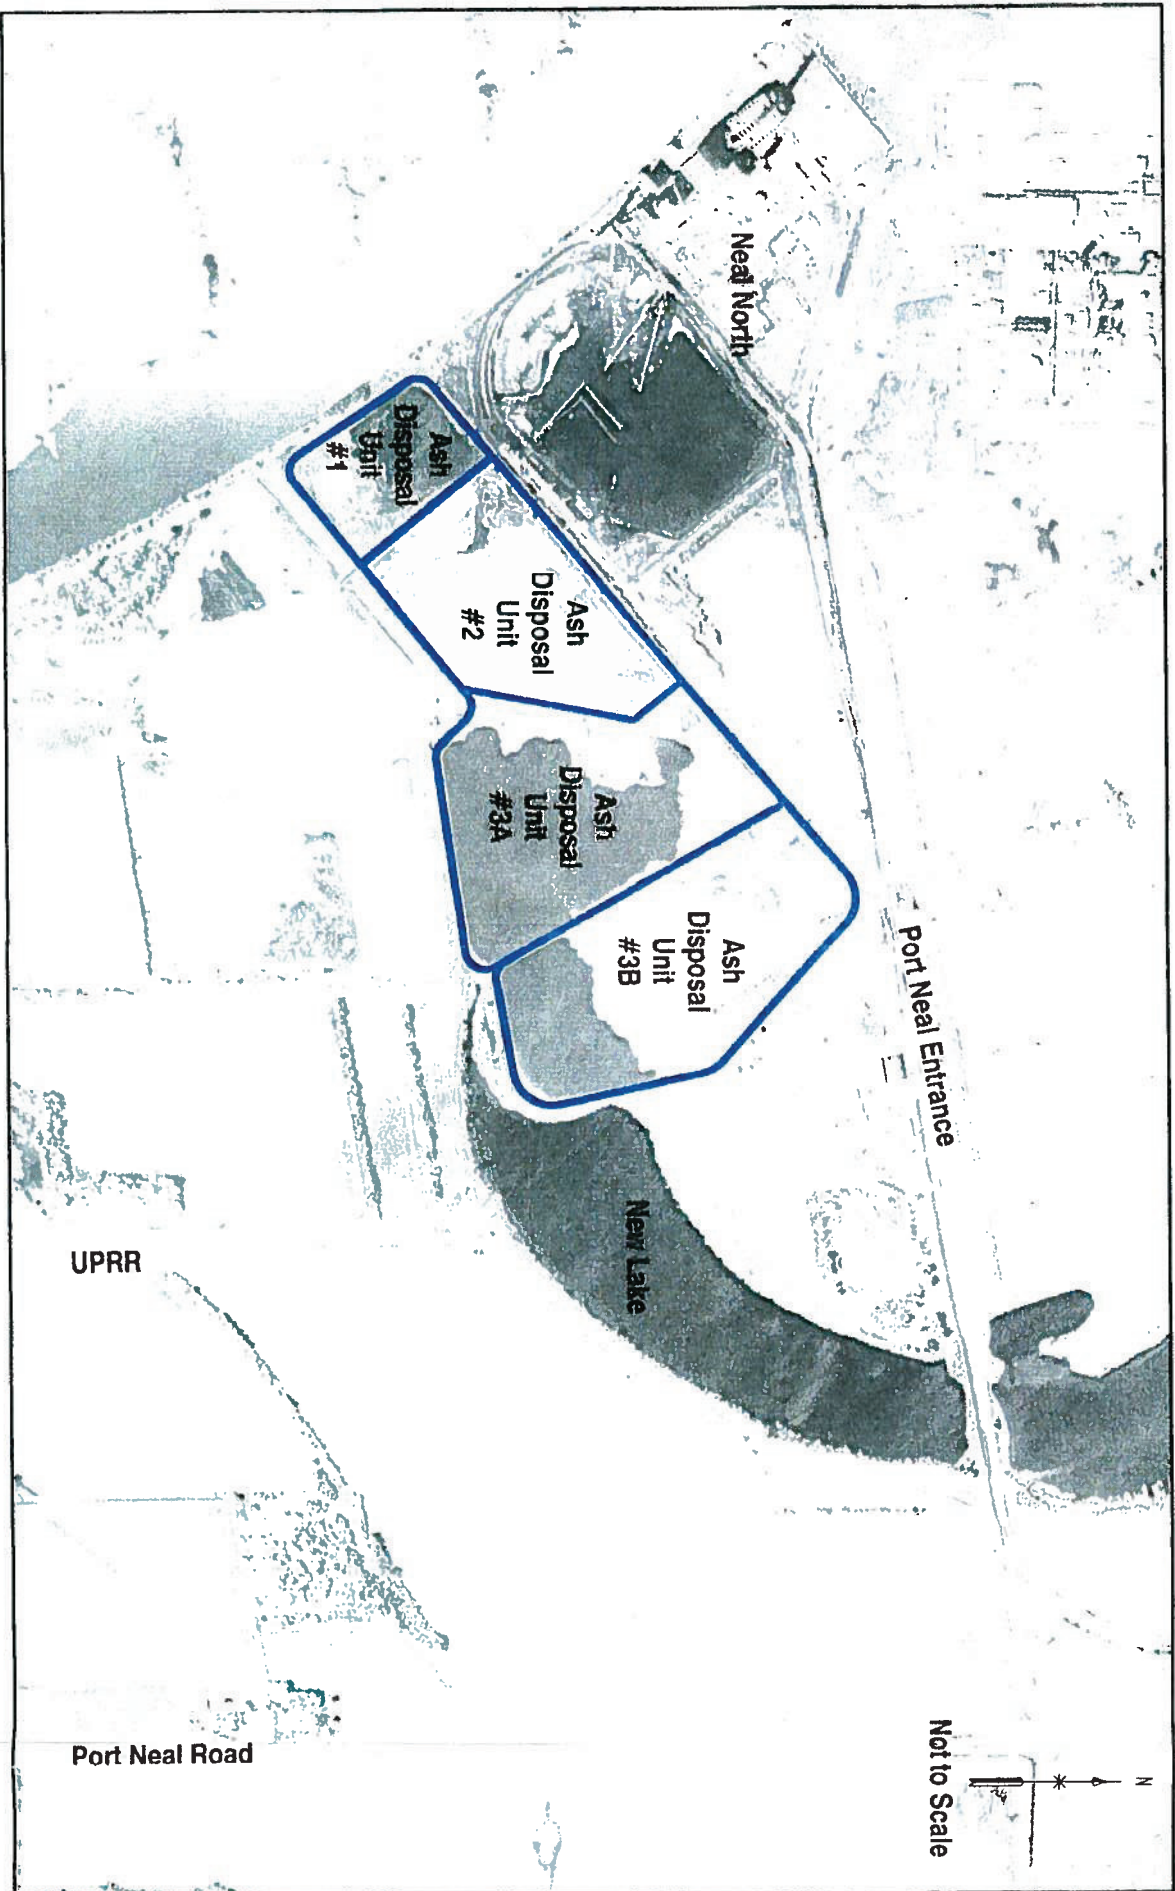 Neal North
Ash
Disposal
Unit
#1
Ash
Disposal
Unit
#2
Ash
Disposal
Unit
#3A
Ash
Disposal
Unit
#3B
Port Neal Entrance
New Lake
UPRR
Port Neal Road
N
Not to Scale